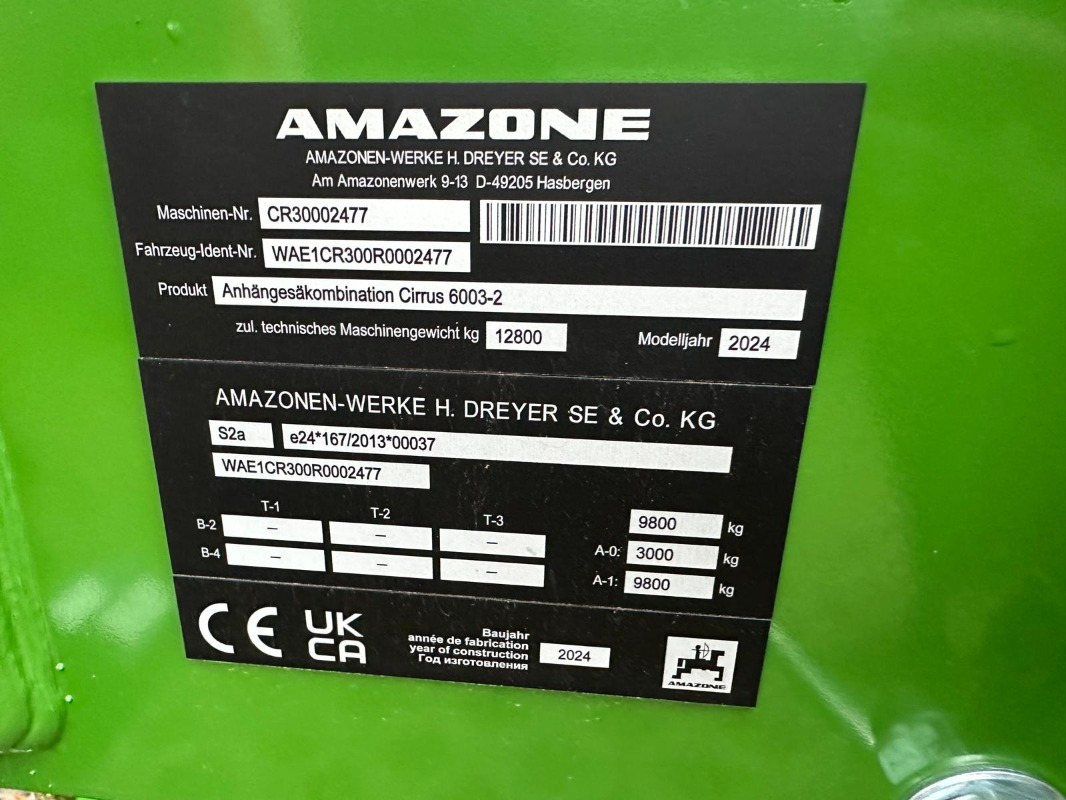 AMAZONE
AMAZONEN-WERKE H. DREYER SE & Co. KG
Am Amazonenwerk 9-13 D-49205 Hasbergen
Maschinen-Nr. CR30002477
Fahrzeug-Ident-Nr. WAE1CR300R0002477
Produkt Anhängesäkombination Cirrus 6003-2
zul. technisches Maschinengewicht kg 12800 Modelljahr 2024
AMAZONEN-WERKE H. DREYER SE & Co. KG
S2a e24*167/2013*00037
WAE1CR300R0002477
T-1 T-2 T-3
B-2 – – – 9800 kg
B-4 – – – A-0: 3000 kg
A-1: 9800 kg
CE UK CA
Baujahr
année de fabrication
year of construction 2024
Год изготовления
AMAZONE